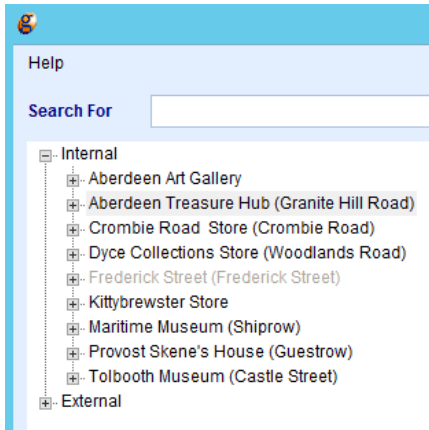 g
Help
Search For
Internal
Aberdeen Art Gallery
Aberdeen Treasure Hub (Granite Hill Road)
Crombie Road  Store (Crombie Road)
Dyce Collections Store (Woodlands Road)
Frederick Street (Frederick Street)
Kittybrewster Store
Maritime Museum (Shiprow)
Provost Skene's House (Guestrow)
Tolbooth Museum (Castle Street)
External